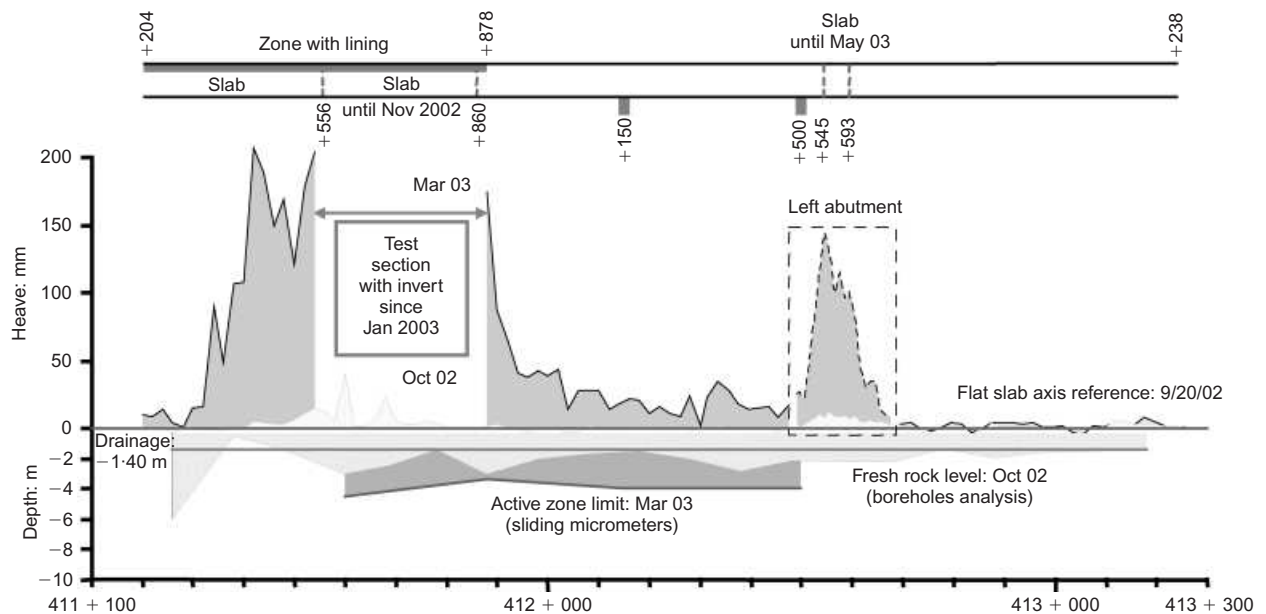 +204
Zone with lining
+878
Slab
until May 03
+238
Slab
Slab
until Nov 2002
+556
+860
+150
+500
+545
+593
Heave: mm
200
150
100
50
0
Mar 03
Test
section
with invert
since
Jan 2003
Oct 02
Left abutment
Flat slab axis reference: 9/20/02
Drainage:
−1·40 m
Depth: m
−2
−4
−6
−8
−10
Active zone limit: Mar 03
(sliding micrometers)
Fresh rock level: Oct 02
(boreholes analysis)
411 + 100
412 + 000
413 + 000
413 + 300